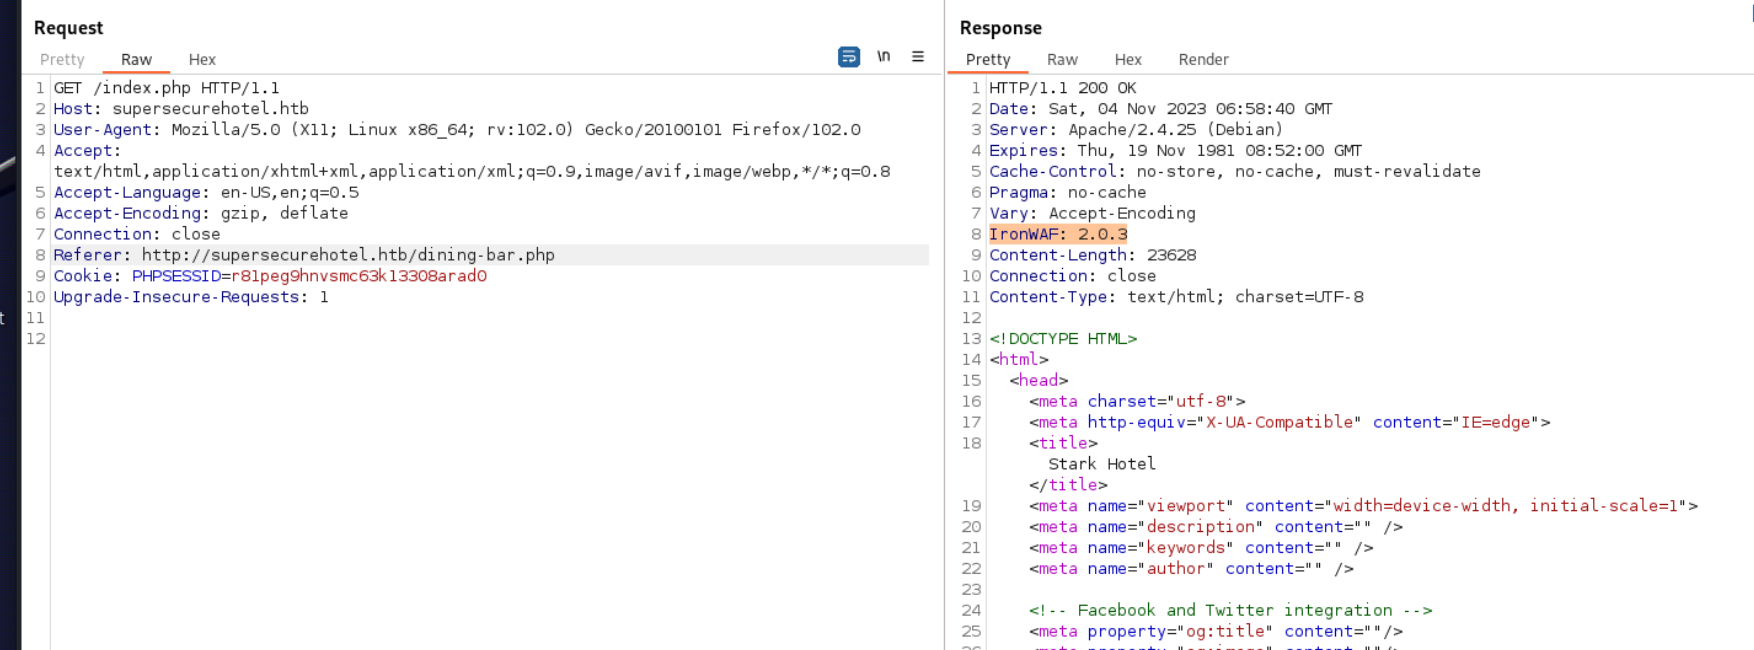 Request
Pretty Raw Hex \n
1 GET /index.php HTTP/1.1
2 Host: supersecurehotel.htb
3 User-Agent: Mozilla/5.0 (X11; Linux x86_64; rv:102.0) Gecko/20100101 Firefox/102.0
4 Accept:
text/html,application/xhtml+xml,application/xml;q=0.9,image/avif,image/webp,*/*;q=0.8
5 Accept-Language: en-US,en;q=0.5
6 Accept-Encoding: gzip, deflate
7 Connection: close
8 Referer: http://supersecurehotel.htb/dining-bar.php
9 Cookie: PHPSESSID=r81peg9hnvsmc63k13308arad0
10 Upgrade-Insecure-Requests: 1
11
12
t
Response
Pretty Raw Hex Render
1 HTTP/1.1 200 OK
2 Date: Sat, 04 Nov 2023 06:58:40 GMT
3 Server: Apache/2.4.25 (Debian)
4 Expires: Thu, 19 Nov 1981 08:52:00 GMT
5 Cache-Control: no-store, no-cache, must-revalidate
6 Pragma: no-cache
7 Vary: Accept-Encoding
8 IronWAF: 2.0.3
9 Content-Length: 23628
10 Connection: close
11 Content-Type: text/html; charset=UTF-8
12
13 <!DOCTYPE HTML>
14 <html>
15 <head>
16 <meta charset="utf-8">
17 <meta http-equiv="X-UA-Compatible" content="IE=edge">
18 <title>
Stark Hotel
</title>
19 <meta name="viewport" content="width=device-width, initial-scale=1">
20 <meta name="description" content="" />
21 <meta name="keywords" content="" />
22 <meta name="author" content="" />
23
24 <!-- Facebook and Twitter integration -->
25 <meta property="og:title" content=""/>